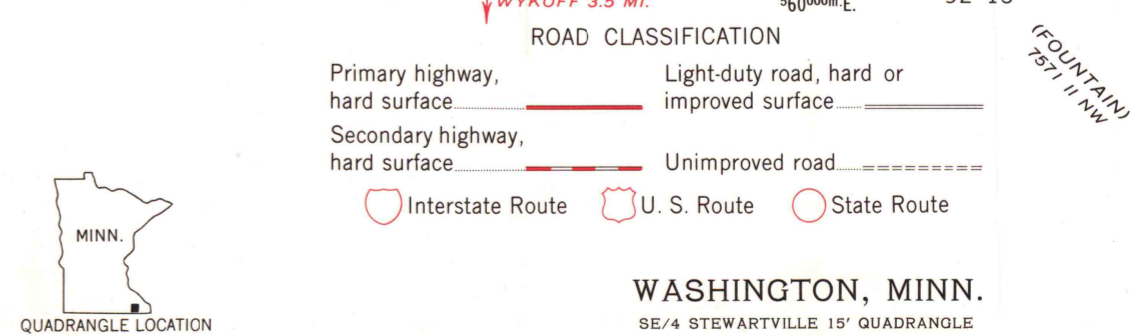 WYKOFF 3.5 MI.
560000m.E.
ROAD CLASSIFICATION
(FOUNTAIN)
7571 II NW
Primary highway,
hard surface
Light-duty road, hard or
improved surface
Secondary highway,
hard surface
Unimproved road
Interstate Route
U. S. Route
State Route
MINN.
QUADRANGLE LOCATION
WASHINGTON, MINN.
SE/4 STEWARTVILLE 15' QUADRANGLE